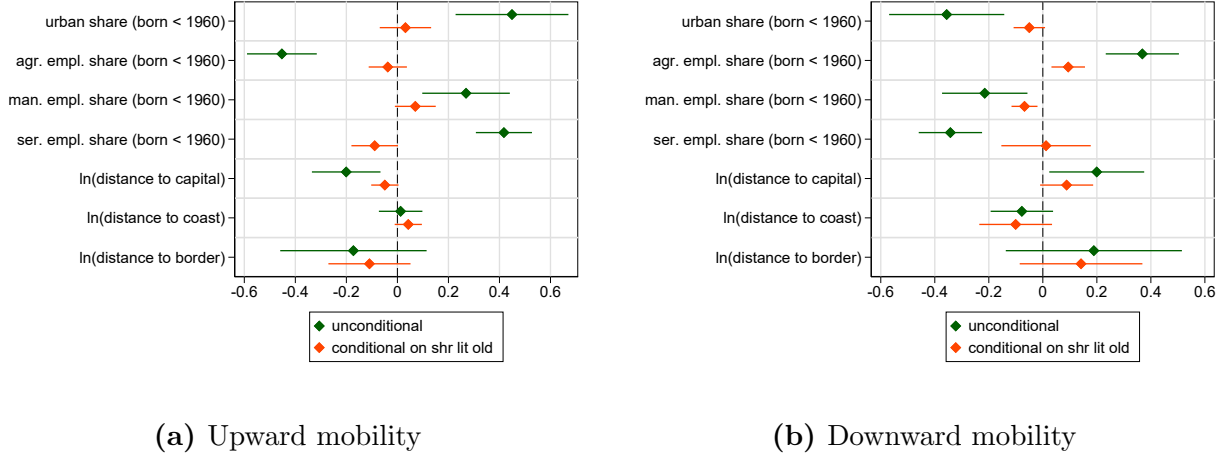 urban share (born < 1960)
agr. empl. share (born < 1960)
man. empl. share (born < 1960)
ser. empl. share (born < 1960)
ln(distance to capital)
ln(distance to coast)
ln(distance to border)
-0.6 -0.4 -0.2 0 0.2 0.4 0.6
unconditional
conditional on shr lit old
(a) Upward mobility
urban share (born < 1960)
agr. empl. share (born < 1960)
man. empl. share (born < 1960)
ser. empl. share (born < 1960)
ln(distance to capital)
ln(distance to coast)
ln(distance to border)
-0.6 -0.4 -0.2 0 0.2 0.4 0.6
unconditional
conditional on shr lit old
(b) Downward mobility